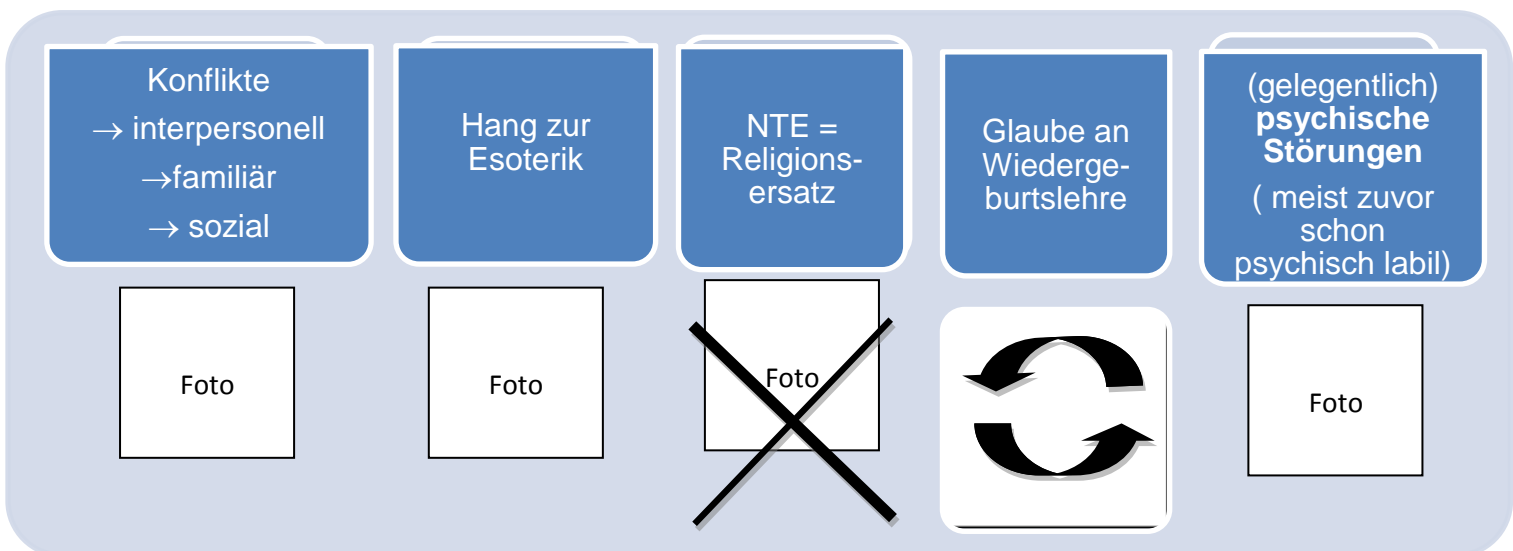 Konflikte
→ interpersonell
→familiär
→ sozial
Hang zur
Esoterik
NTE =
Religions-
ersatz
Glaube an
Wiederge-
burtslehre
(gelegentlich)
psychische
Störungen
( meist zuvor
schon
psychisch labil)
Foto
Foto
Foto
Foto